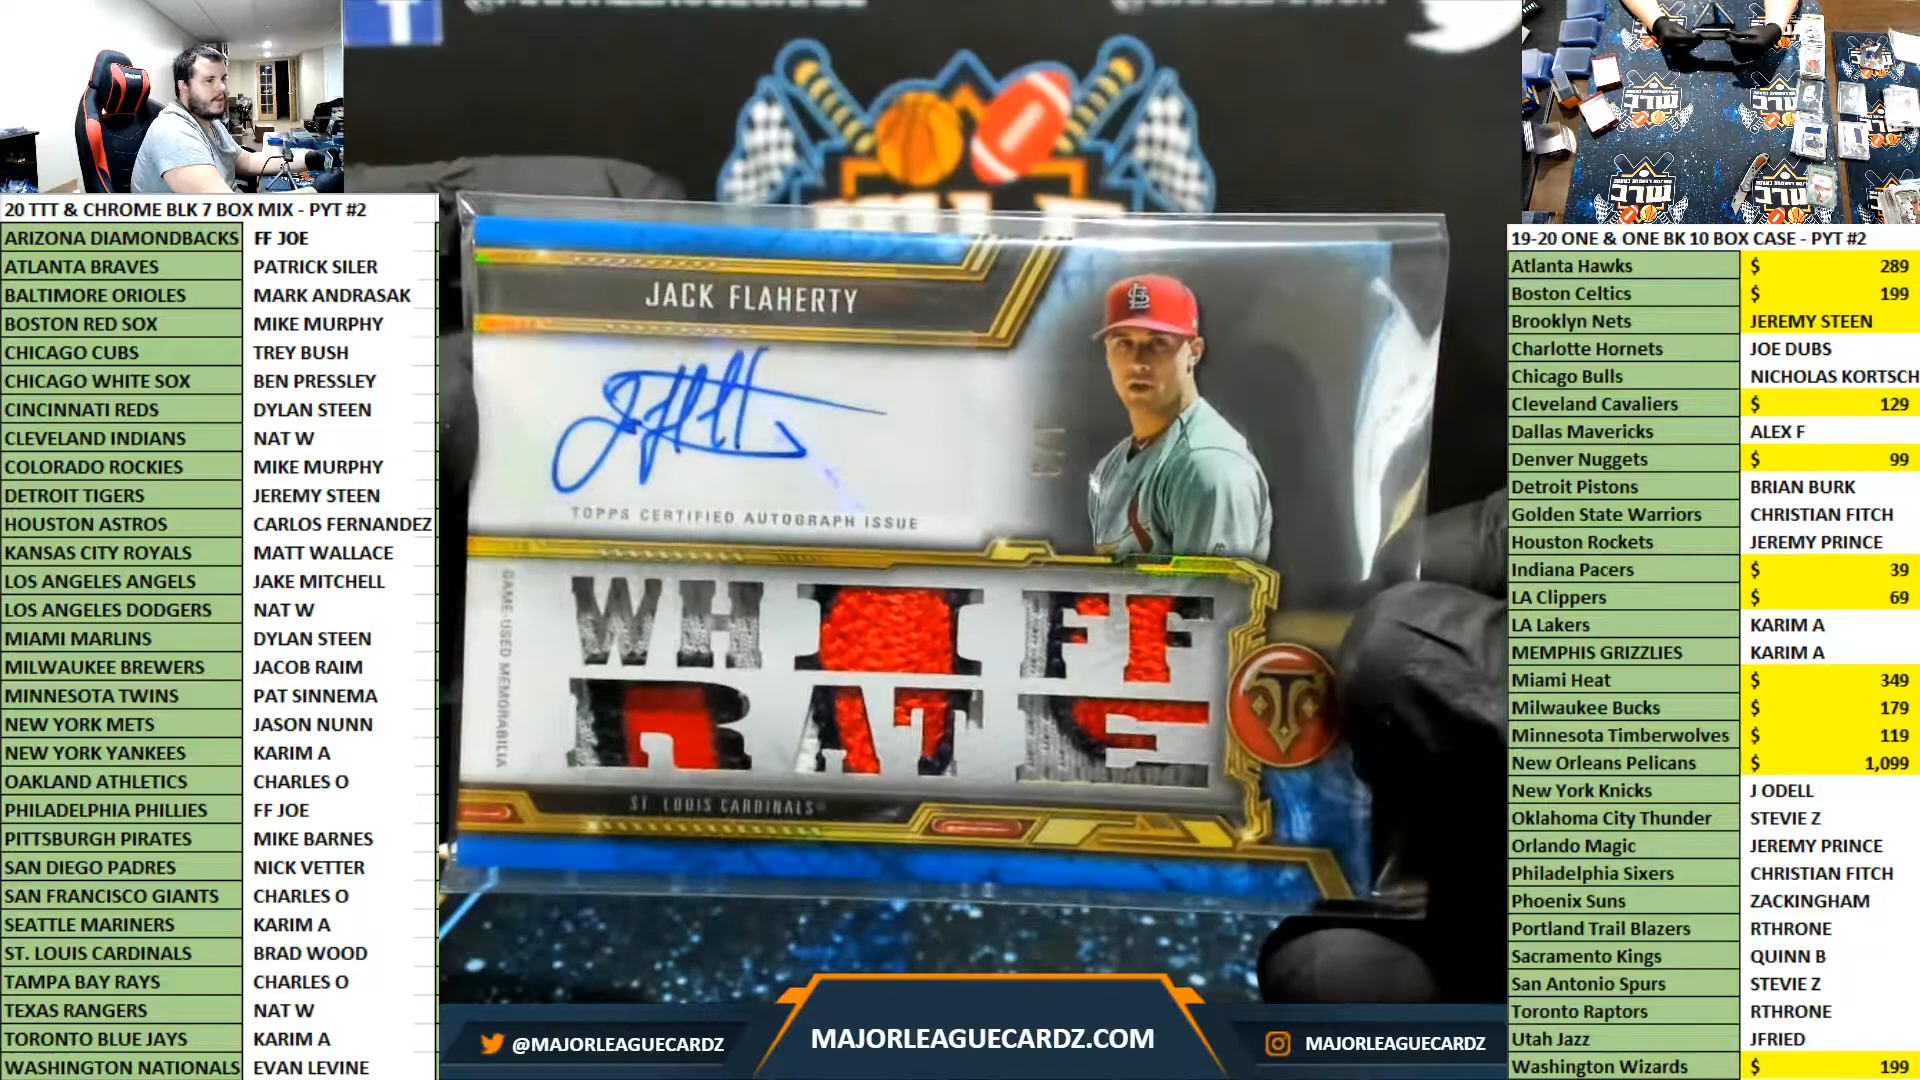 20 TTT & CHROME BLK 7 BOX MIX - PYT #2
ARIZONA DIAMONDBACKS FF JOE
ATLANTA BRAVES PATRICK SILER
BALTIMORE ORIOLES MARK ANDRASAK
BOSTON RED SOX MIKE MURPHY
CHICAGO CUBS TREY BUSH
CHICAGO WHITE SOX BEN PRESSLEY
CINCINNATI REDS DYLAN STEEN
CLEVELAND INDIANS NAT W
COLORADO ROCKIES MIKE MURPHY
DETROIT TIGERS JEREMY STEEN
HOUSTON ASTROS CARLOS FERNANDEZ
KANSAS CITY ROYALS MATT WALLACE
LOS ANGELES ANGELS JAKE MITCHELL
LOS ANGELES DODGERS NAT W
MIAMI MARLINS DYLAN STEEN
MILWAUKEE BREWERS JACOB RAIM
MINNESOTA TWINS PAT SINNEMA
NEW YORK METS JASON NUNN
NEW YORK YANKEES KARIM A
OAKLAND ATHLETICS CHARLES O
PHILADELPHIA PHILLIES FF JOE
PITTSBURGH PIRATES MIKE BARNES
SAN DIEGO PADRES NICK VETTER
SAN FRANCISCO GIANTS CHARLES O
SEATTLE MARINERS KARIM A
ST. LOUIS CARDINALS BRAD WOOD
TAMPA BAY RAYS CHARLES O
TEXAS RANGERS NAT W
TORONTO BLUE JAYS KARIM A
WASHINGTON NATIONALS EVAN LEVINE
JACK FLAHERTY
TOPPS CERTIFIED AUTOGRAPH ISSUE
GAME-USED MEMORABILIA
WHIFF
RATE
ST. LOUIS CARDINALS
@MAJORLEAGUECARDZ
MAJORLEAGUECARDZ.COM
MAJORLEAGUECARDZ
19-20 ONE & ONE BK 10 BOX CASE - PYT #2
Atlanta Hawks $ 289
Boston Celtics $ 199
Brooklyn Nets JEREMY STEEN
Charlotte Hornets JOE DUBS
Chicago Bulls NICHOLAS KORTSCH
Cleveland Cavaliers $ 129
Dallas Mavericks ALEX F
Denver Nuggets $ 99
Detroit Pistons BRIAN BURK
Golden State Warriors CHRISTIAN FITCH
Houston Rockets JEREMY PRINCE
Indiana Pacers $ 39
LA Clippers $ 69
LA Lakers KARIM A
MEMPHIS GRIZZLIES KARIM A
Miami Heat $ 349
Milwaukee Bucks $ 179
Minnesota Timberwolves $ 119
New Orleans Pelicans $ 1,099
New York Knicks J ODELL
Oklahoma City Thunder STEVIE Z
Orlando Magic JEREMY PRINCE
Philadelphia Sixers CHRISTIAN FITCH
Phoenix Suns ZACKINGHAM
Portland Trail Blazers RTHRONE
Sacramento Kings QUINN B
San Antonio Spurs STEVIE Z
Toronto Raptors RTHRONE
Utah Jazz JFRIED
Washington Wizards $ 199